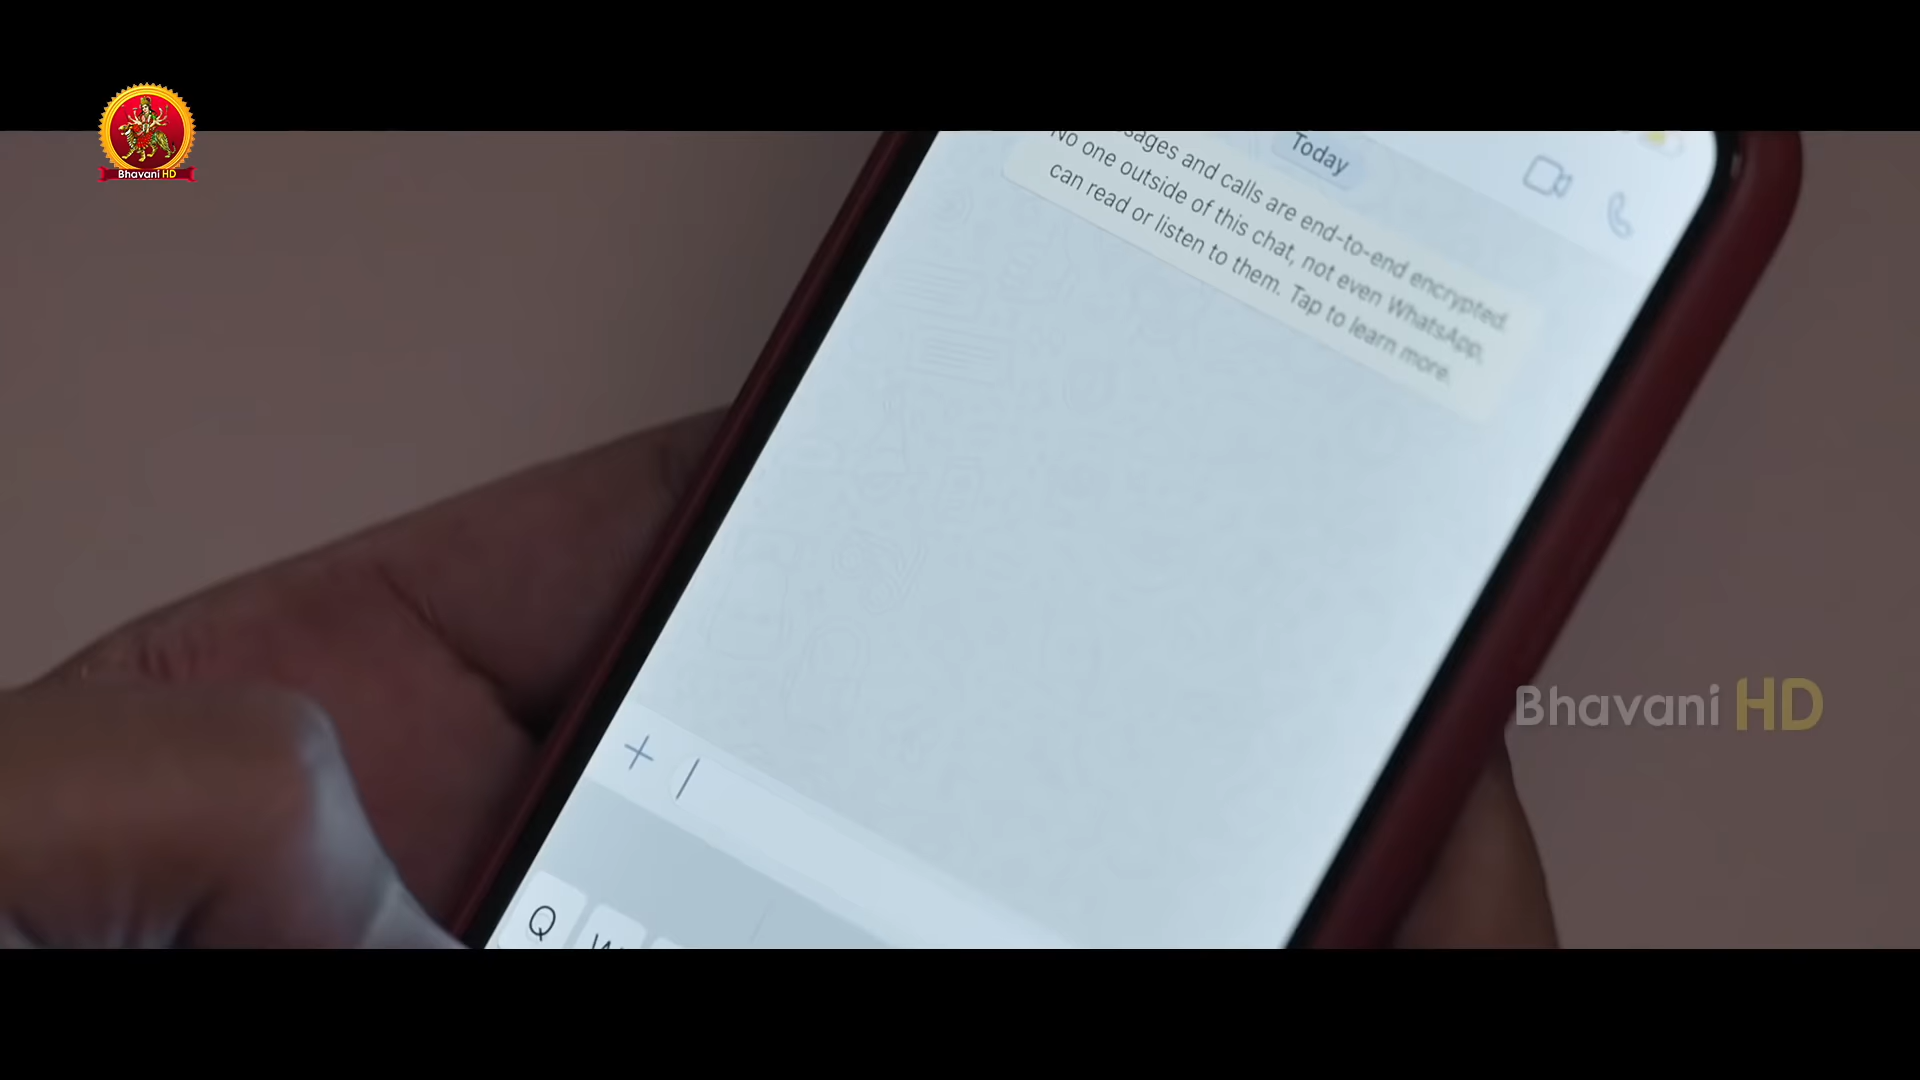 Bhavani HD
Today
sages and calls are end-to-end encrypted.
No one outside of this chat, not even WhatsApp,
can read or listen to them. Tap to learn more.
Bhavani HD
Q W